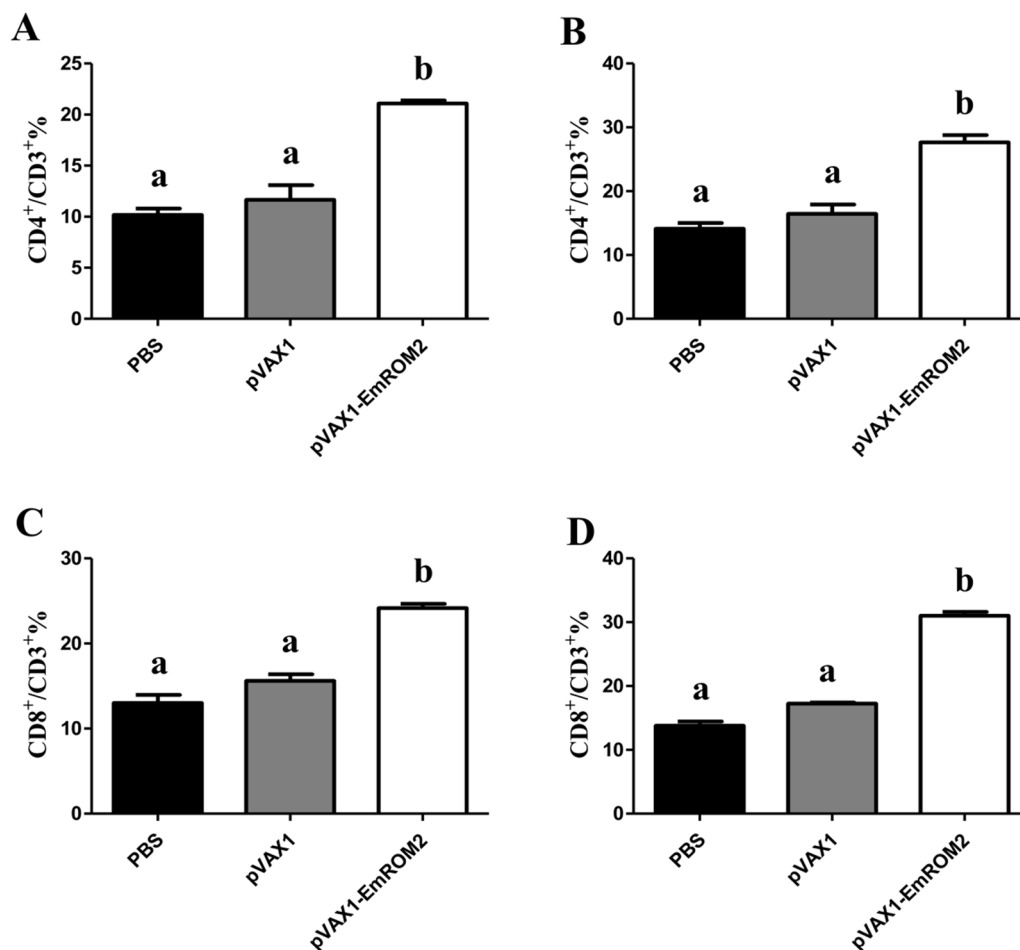 A
CD4+/CD3+%
25
20
15
10
5
0
a
a
b
PBS
pVAX1
pVAX1-EmROM2
B
CD4+/CD3+%
40
30
20
10
0
a
a
b
PBS
pVAX1
pVAX1-EmROM2
C
CD8+/CD3+%
30
20
10
0
a
a
b
PBS
pVAX1
pVAX1-EmROM2
D
CD8+/CD3+%
40
30
20
10
0
a
a
b
PBS
pVAX1
pVAX1-EmROM2